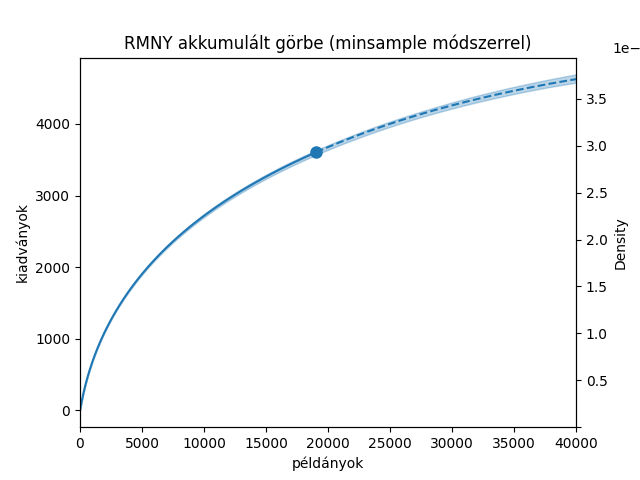 RMNY akkumulált görbe (minsample módszerrel)
1e−
4000
3000
2000
1000
0
kiadványok
3.5
3.0
2.5
2.0
1.5
1.0
0.5
Density
0 5000 10000 15000 20000 25000 30000 35000 40000
példányok